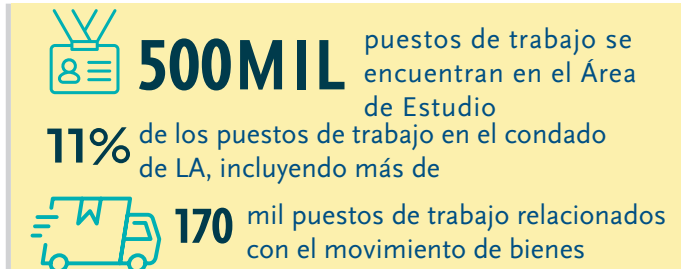 500MIL puestos de trabajo se
encuentran en el Área
de Estudio
11% de los puestos de trabajo en el condado
de LA, incluyendo más de
170 mil puestos de trabajo relacionados
con el movimiento de bienes